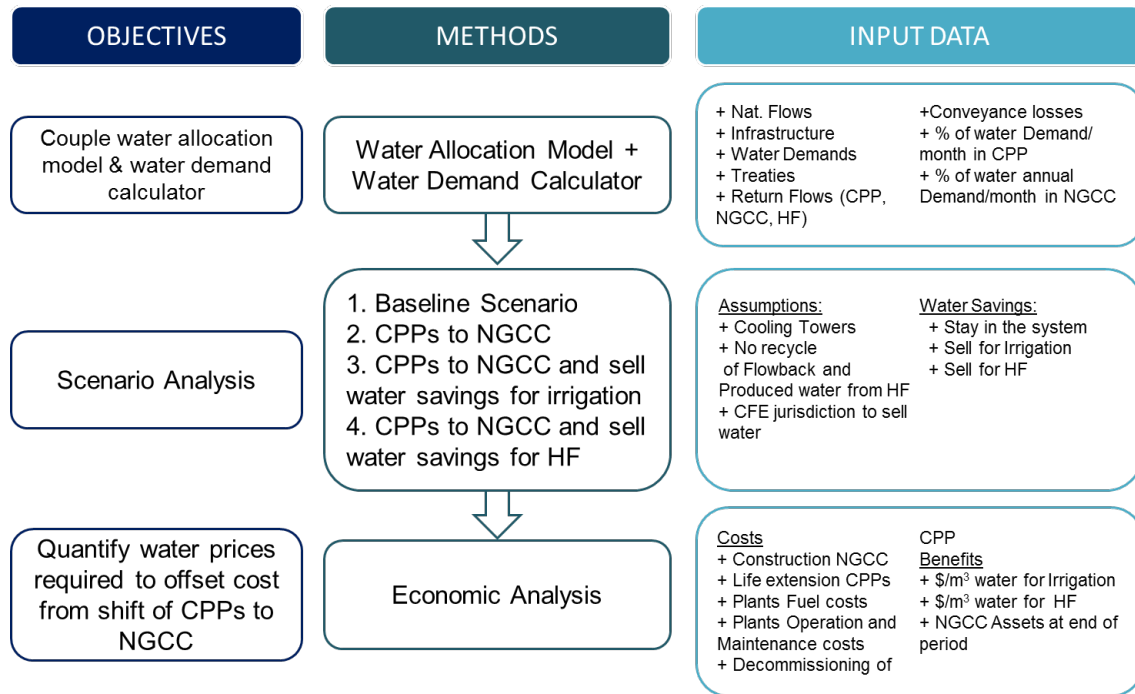 OBJECTIVES
METHODS
INPUT DATA
Couple water allocation
model & water demand
calculator
Water Allocation Model +
Water Demand Calculator
+ Nat. Flows
+ Infrastructure
+ Water Demands
+ Treaties
+ Return Flows (CPP,
NGCC, HF)
+Conveyance losses
+ % of water Demand/
month in CPP
+ % of water annual
Demand/month in NGCC
Scenario Analysis
1. Baseline Scenario
2. CPPs to NGCC
3. CPPs to NGCC and sell
water savings for irrigation
4. CPPs to NGCC and sell
water savings for HF
Assumptions:
+ Cooling Towers
+ No recycle
of Flowback and
Produced water from HF
+ CFE jurisdiction to sell
water
Water Savings:
+ Stay in the system
+ Sell for Irrigation
+ Sell for HF
Quantify water prices
required to offset cost
from shift of CPPs to
NGCC
Economic Analysis
Costs
+ Construction NGCC
+ Life extension CPPs
+ Plants Fuel costs
+ Plants Operation and
Maintenance costs
+ Decommissioning of
CPP
Benefits
+ $/m³ water for Irrigation
+ $/m³ water for HF
+ NGCC Assets at end of
period